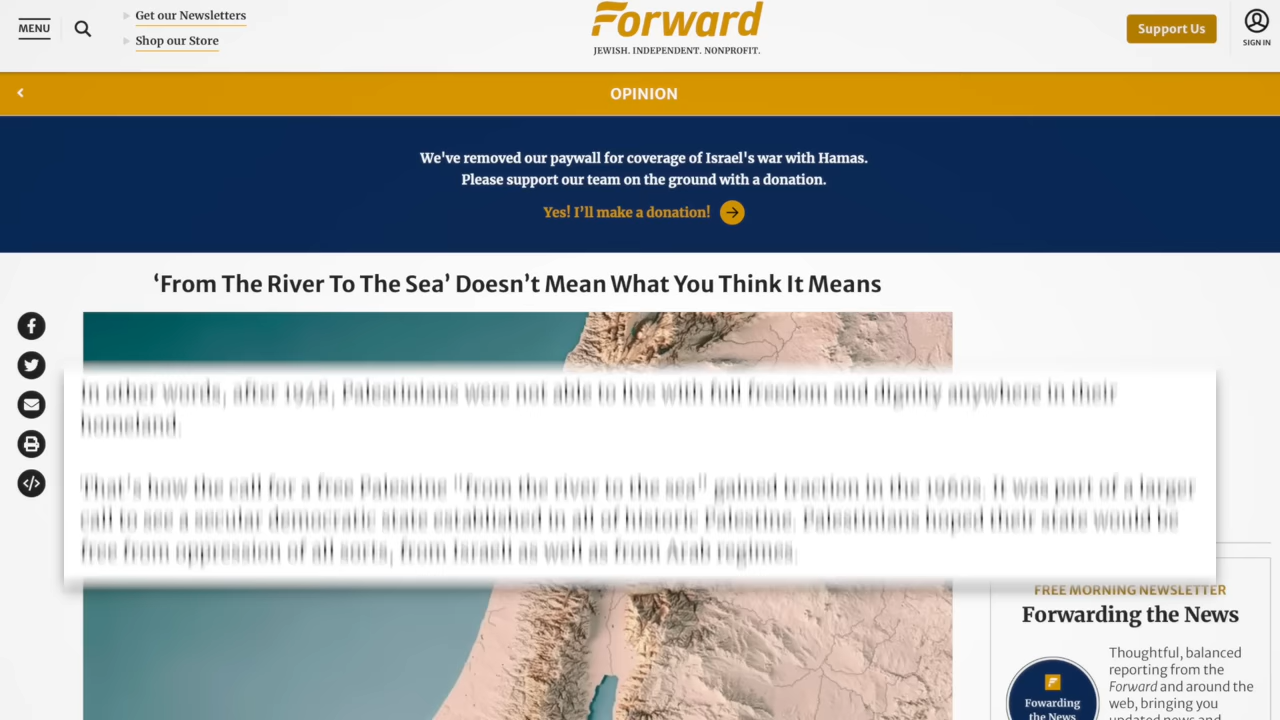 MENU
Get our Newsletters
Shop our Store
Forward
JEWISH. INDEPENDENT. NONPROFIT.
Support Us
SIGN IN
OPINION
We've removed our paywall for coverage of Israel's war with Hamas.
Please support our team on the ground with a donation.
Yes! I'll make a donation!
‘From The River To The Sea’ Doesn’t Mean What You Think It Means
In other words, after 1948, Palestinians were not able to live with full freedom and dignity anywhere in their
homeland.
That's how the call for a free Palestine "from the river to the sea" gained traction in the 1960s. It was part of a larger
call to see a secular democratic state established in all of historic Palestine. Palestinians hoped their state would be
free from oppression of all sorts, from Israeli as well as from Arab regimes.
FREE MORNING NEWSLETTER
Forwarding the News
Thoughtful, balanced
reporting from the
Forward and around the
web, bringing you
updated news and
Fowarding
the News